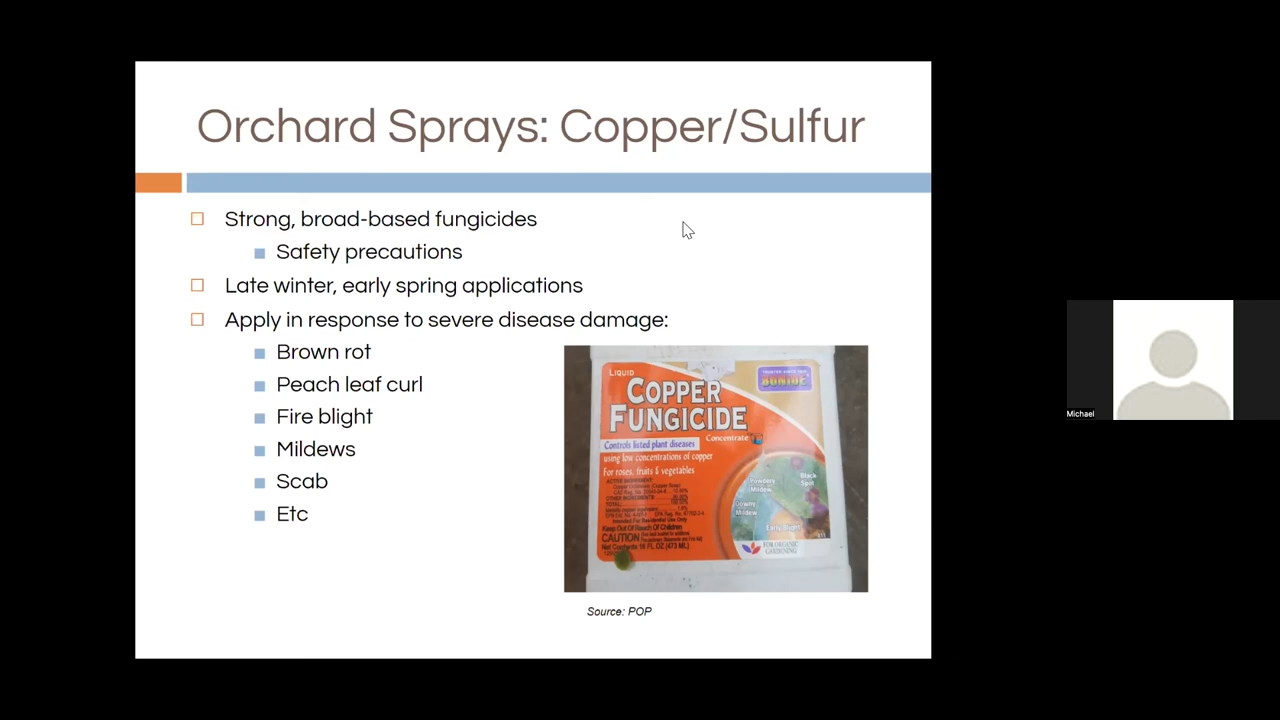 Orchard Sprays: Copper/Sulfur
Strong, broad-based fungicides
Safety precautions
Late winter, early spring applications
Apply in response to severe disease damage:
Brown rot
Peach leaf curl
Fire blight
Mildews
Scab
Etc
LIQUID
COPPER
FUNGICIDE
Concentrate
BONIDE
Controls listed plant diseases
using low concentrations of copper
For roses, fruits & vegetables
Powdery
Mildew
Black
Spot
Downy
Mildew
Early Blight
ACTIVE INGREDIENT:
Keep Out Of Reach Of Children
CAUTION
Net Contents 16 FL OZ (473 ML)
FOR ORGANIC
GARDENING
Source: POP
Michael